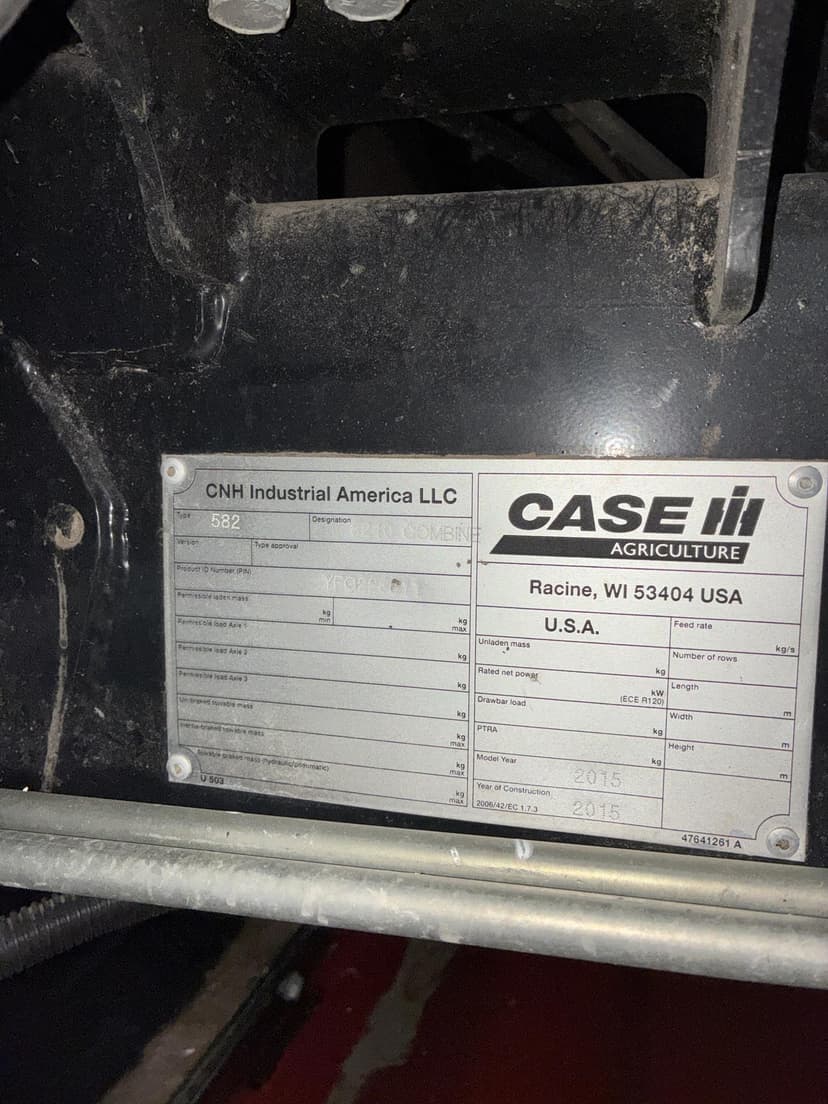 CNH Industrial America LLC
Type 582
Designation COMBINE
Version
Type approval
Product ID Number (PIN)
Permissible laden mass
kg min
kg max
Permissible load Axle 1
kg
Permissible load Axle 2
kg
Permissible load Axle 3
kg
Un-braked towable mass
kg max
Inertia-braked towable mass
kg max
Towable braked mass (hydraulic/pneumatic)
kg max
U 503
CASE IH
AGRICULTURE
Racine, WI 53404 USA
U.S.A.
Unladen mass
kg
Rated net power
kW
(ECE R120)
Drawbar load
kg
PTRA
kg
Model Year 2015
Year of Construction
2006/42/EC 1.7.3 2015
Feed rate
kg/s
Number of rows
Length
m
Width
m
Height
m
47641261 A